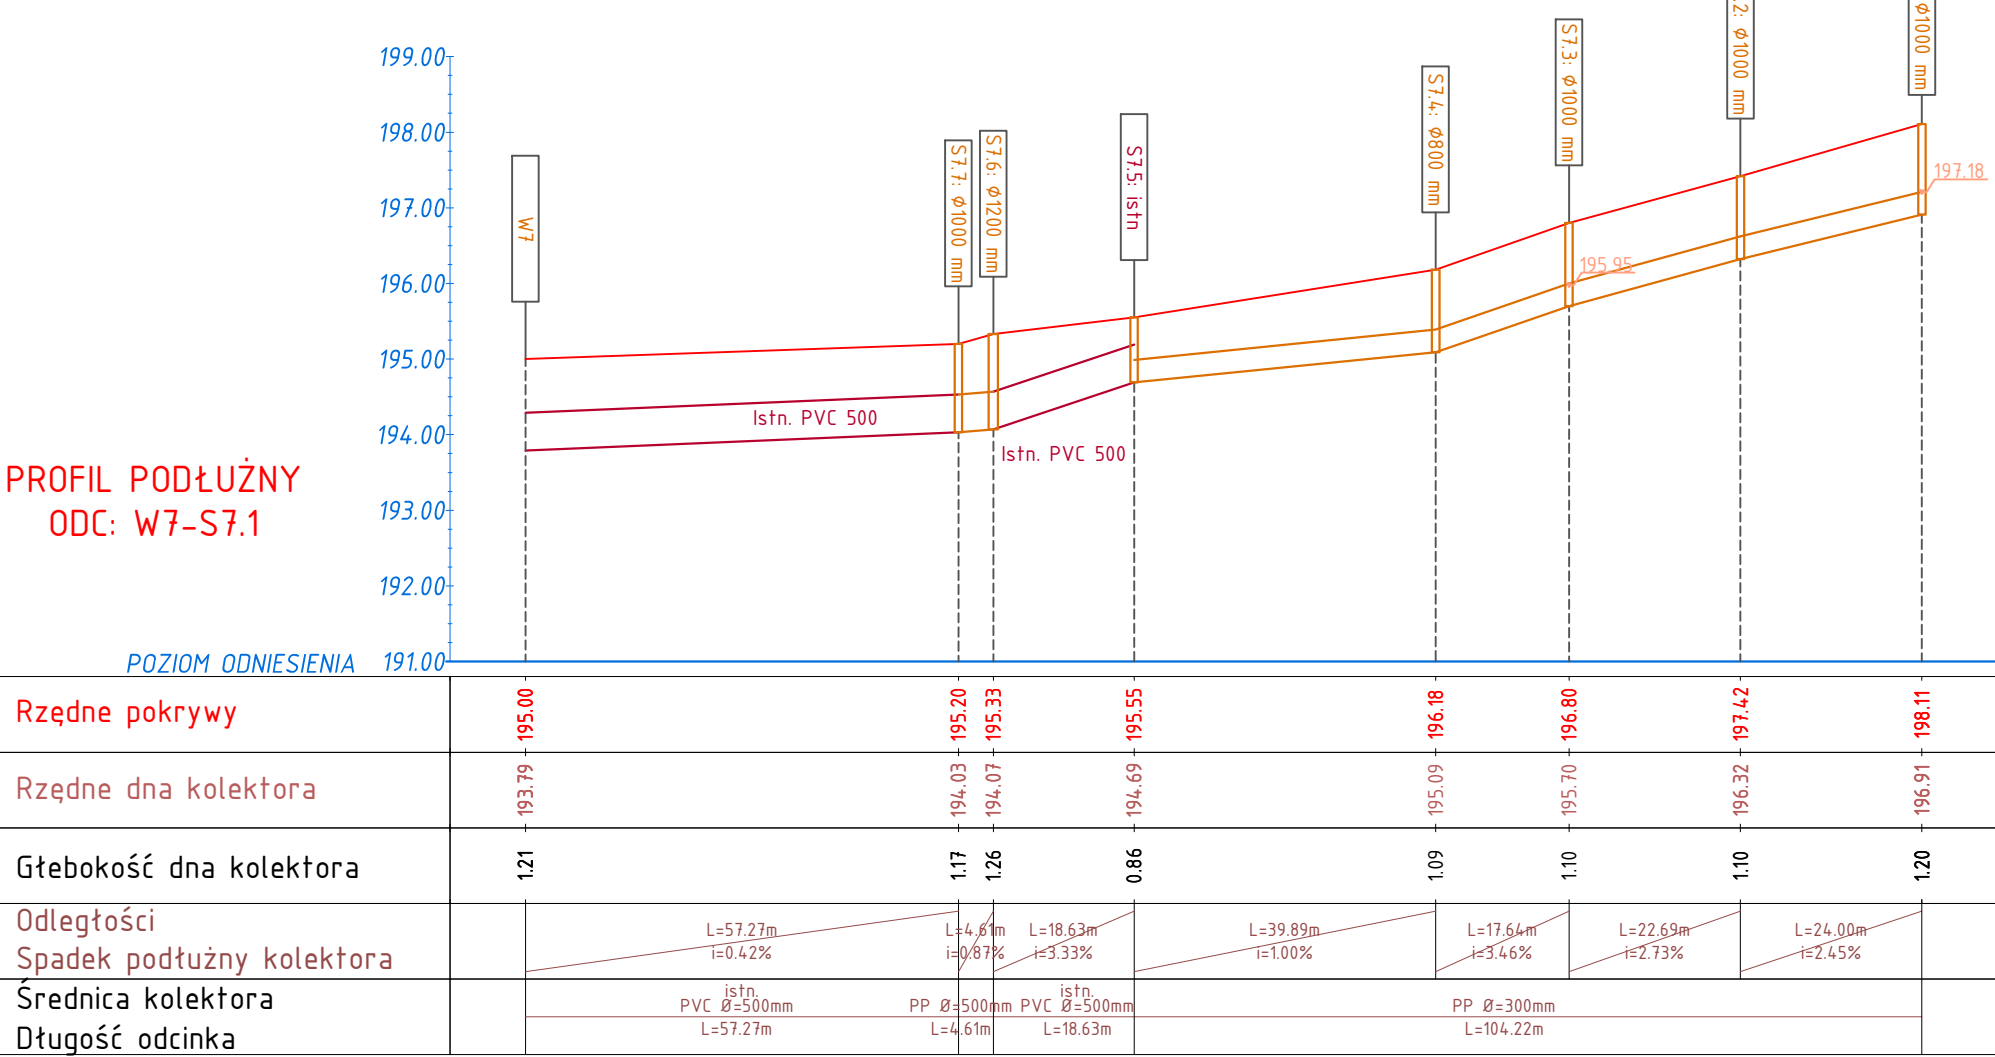 199.00
198.00
197.00
196.00
195.00
194.00
193.00
192.00
POZIOM ODNIESIENIA 191.00
PROFIL PODŁUŻNY
ODC: W7-S7.1
W7
S7.7: ϕ1000 mm
S7.6: ϕ1200 mm
S7.5: istn
S7.4: ϕ800 mm
S7.3: ϕ1000 mm
.2: ϕ1000 mm
ϕ1000 mm
195.95
197.18
Istn. PVC 500
Istn. PVC 500
Rzędne pokrywy 195.00 195.20 195.33 195.55 196.18 196.80 197.42 198.11
Rzędne dna kolektora 193.79 194.03 194.07 194.69 195.09 195.70 196.32 196.91
Głebokość dna kolektora 1.21 1.17 1.26 0.86 1.09 1.10 1.10 1.20
Odległości L=57.27m L=4.61m L=18.63m L=39.89m L=17.64m L=22.69m L=24.00m
Spadek podłużny kolektora i=0.42% i=0.87% i=3.33% i=1.00% i=3.46% i=2.73% i=2.45%
Średnica kolektora
istn.
PVC Ø=500mm
PP Ø=500mm
istn.
PVC Ø=500mm
PP Ø=300mm
Długość odcinka L=57.27m L=4.61m L=18.63m L=104.22m